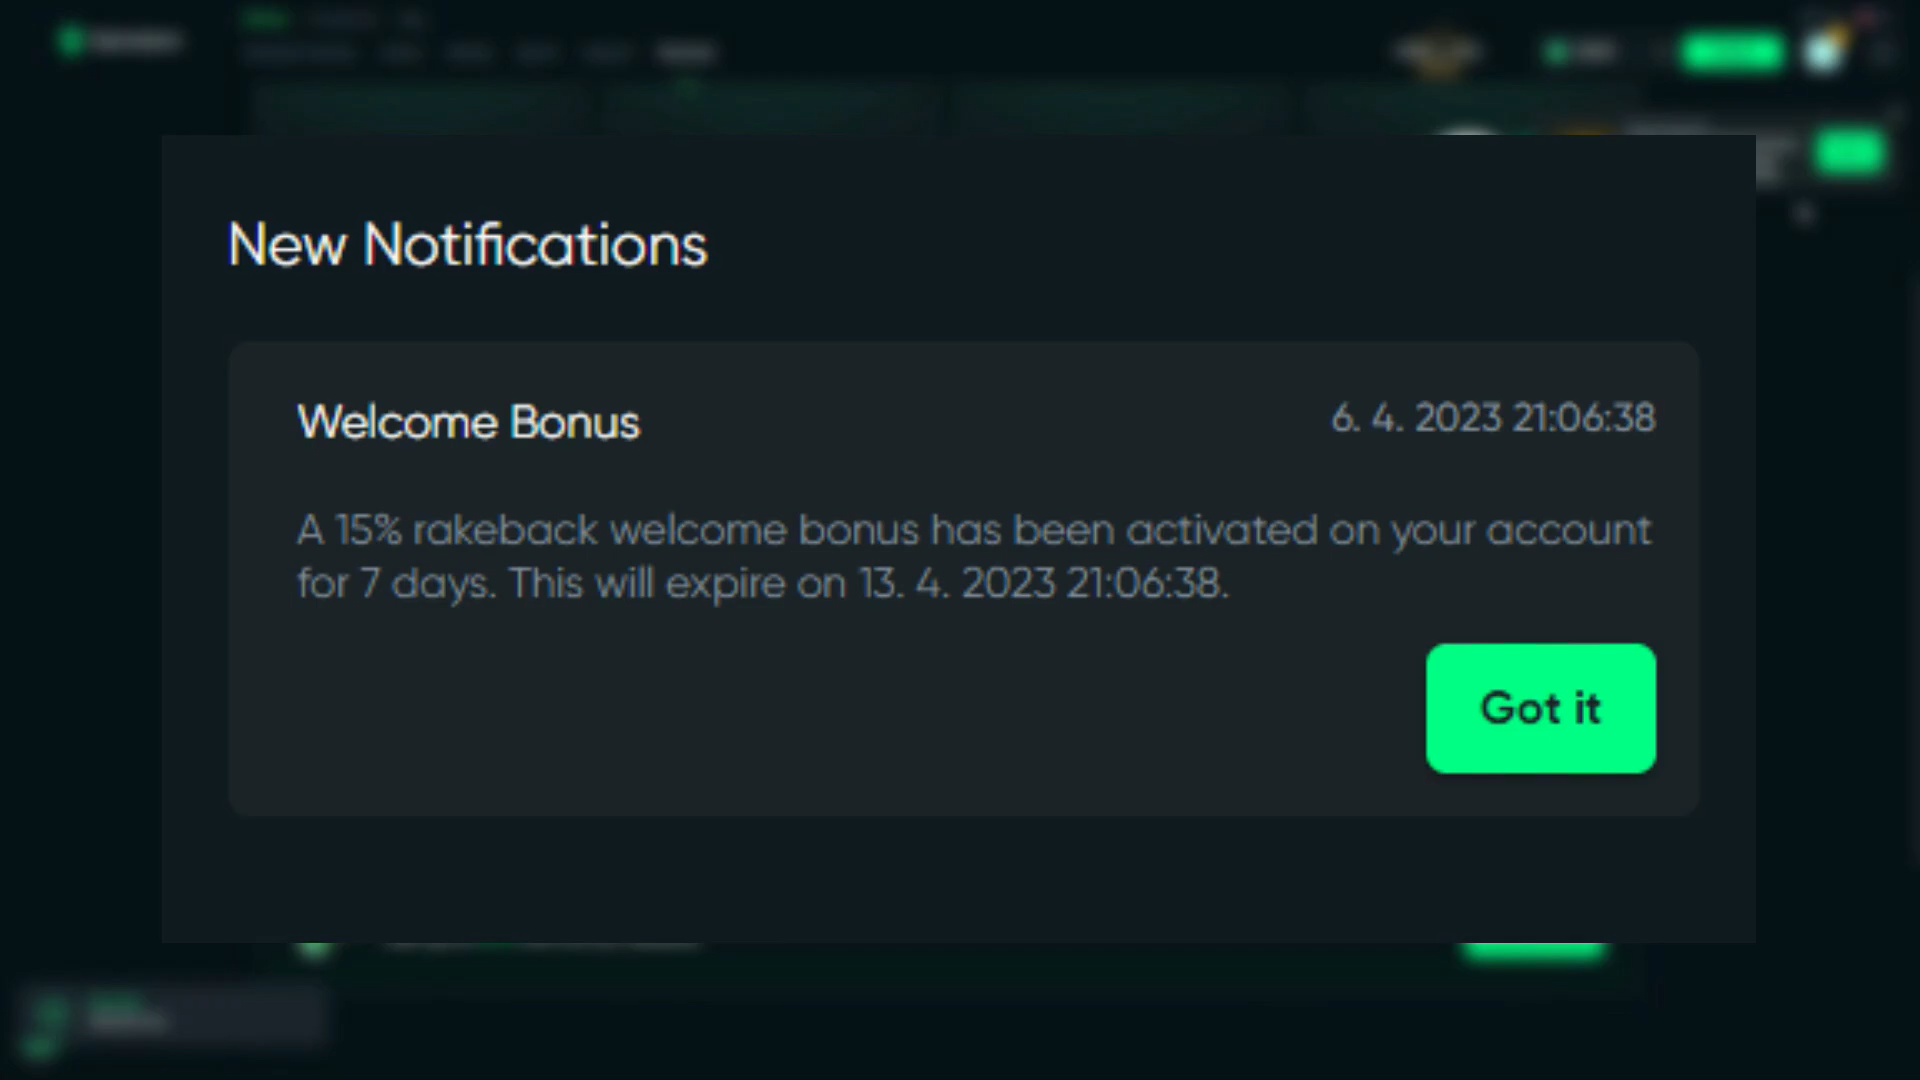 New Notifications
Welcome Bonus
6. 4. 2023 21:06:38
A 15% rakeback welcome bonus has been activated on your account
for 7 days. This will expire on 13. 4. 2023 21:06:38.
Got it